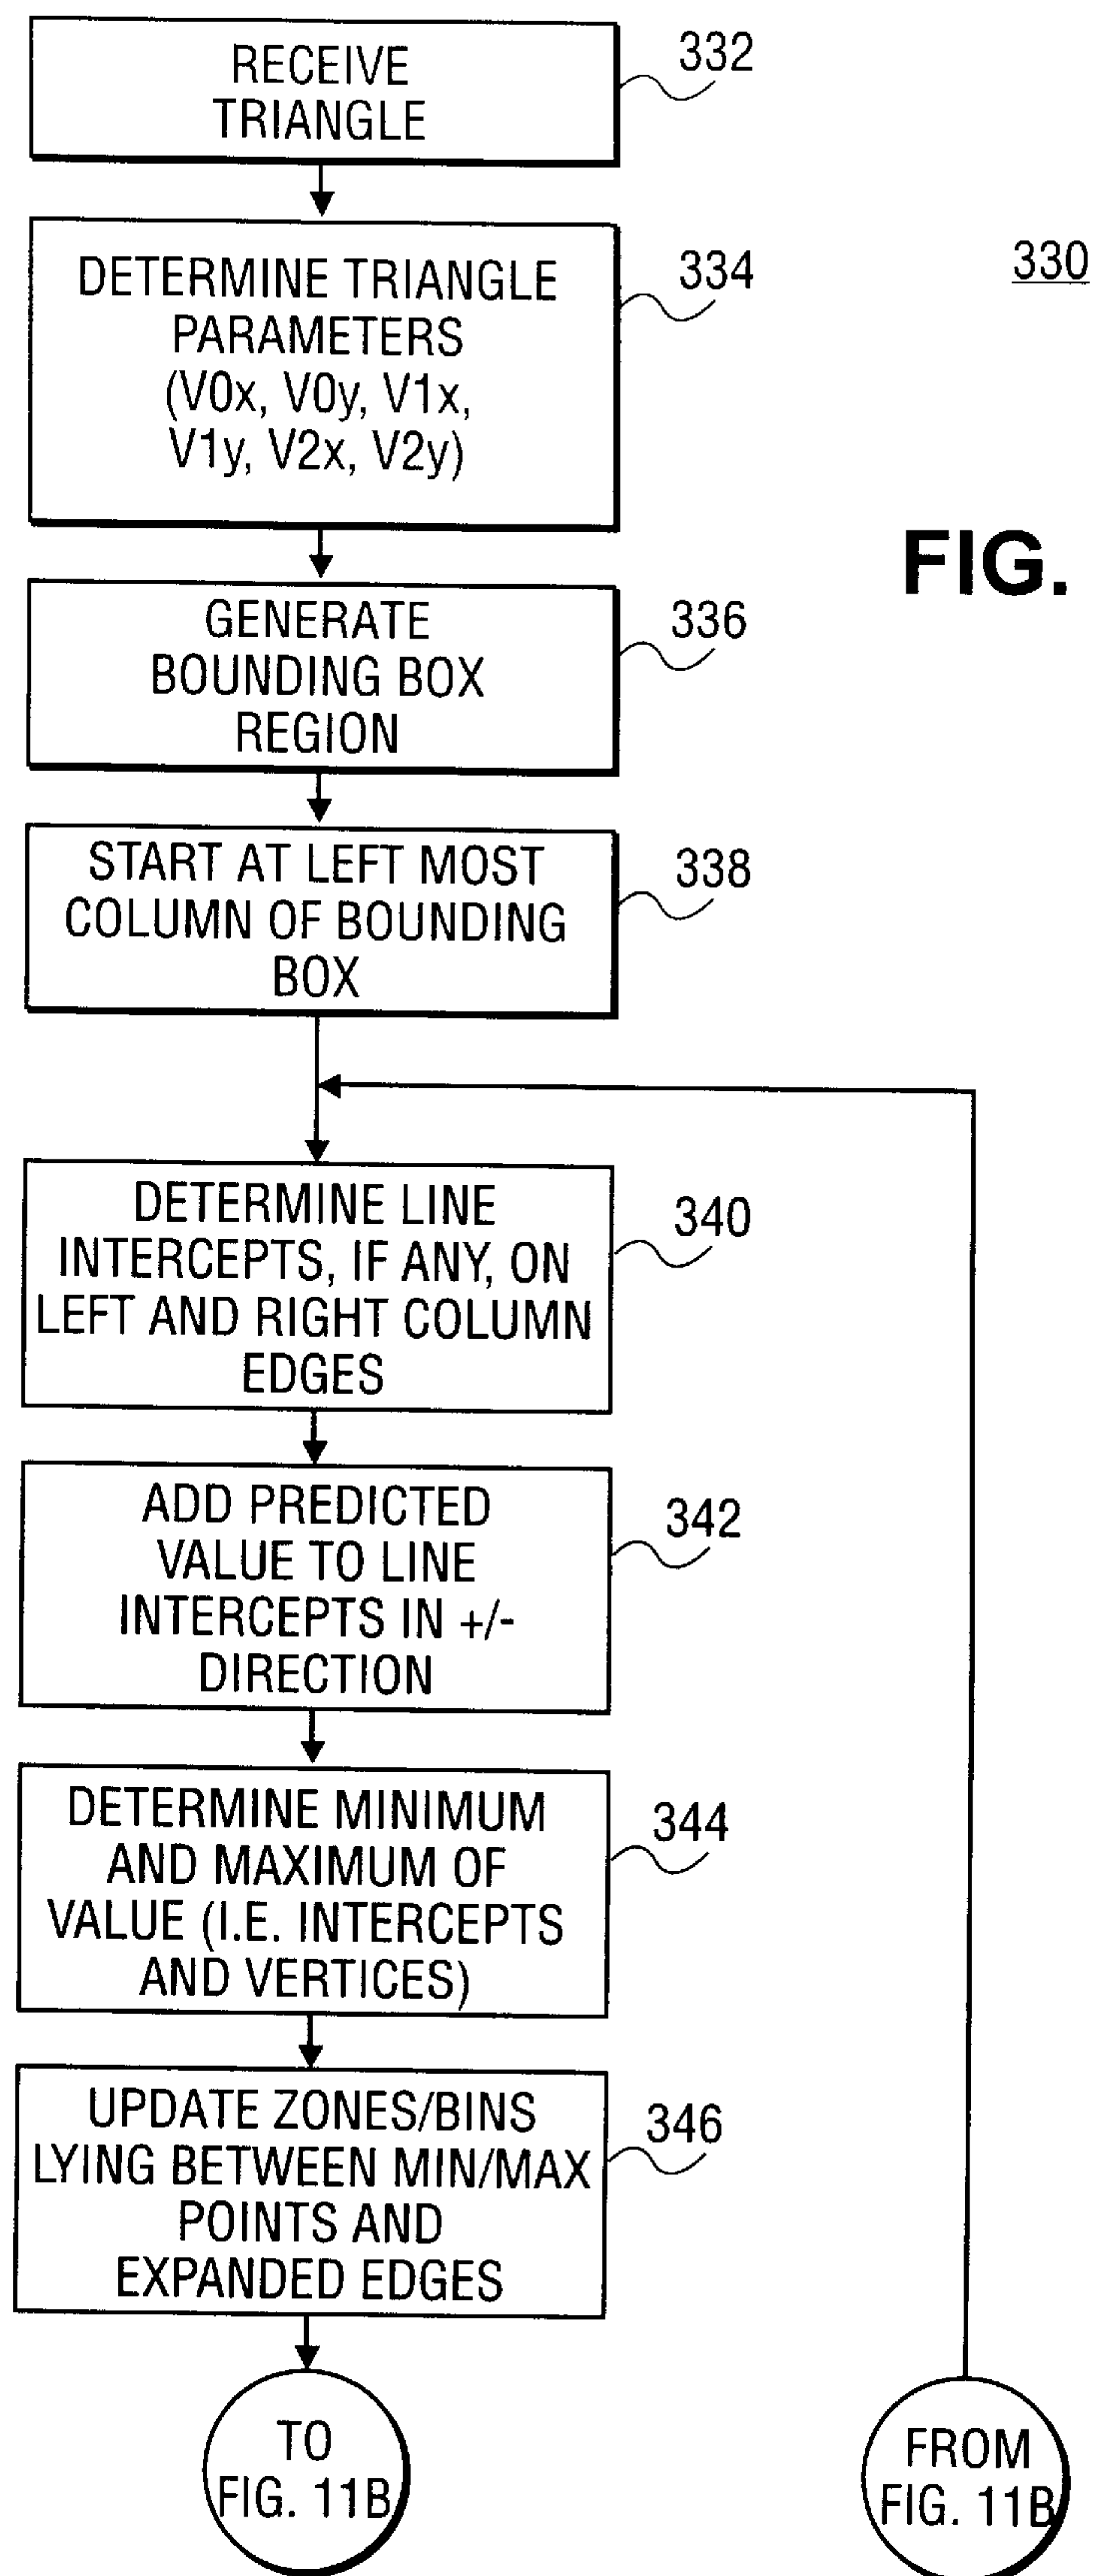 RECEIVE
TRIANGLE
332
DETERMINE TRIANGLE
PARAMETERS
(V0x, V0y, V1x,
V1y, V2x, V2y)
334
330
FIG.
GENERATE
BOUNDING BOX
REGION
336
START AT LEFT MOST
COLUMN OF BOUNDING
BOX
338
DETERMINE LINE
INTERCEPTS, IF ANY, ON
LEFT AND RIGHT COLUMN
EDGES
340
ADD PREDICTED
VALUE TO LINE
INTERCEPTS IN +/-
DIRECTION
342
DETERMINE MINIMUM
AND MAXIMUM OF
VALUE (I.E. INTERCEPTS
AND VERTICES)
344
UPDATE ZONES/BINS
LYING BETWEEN MIN/MAX
POINTS AND
EXPANDED EDGES
346
TO
FIG. 11B
FROM
FIG. 11B